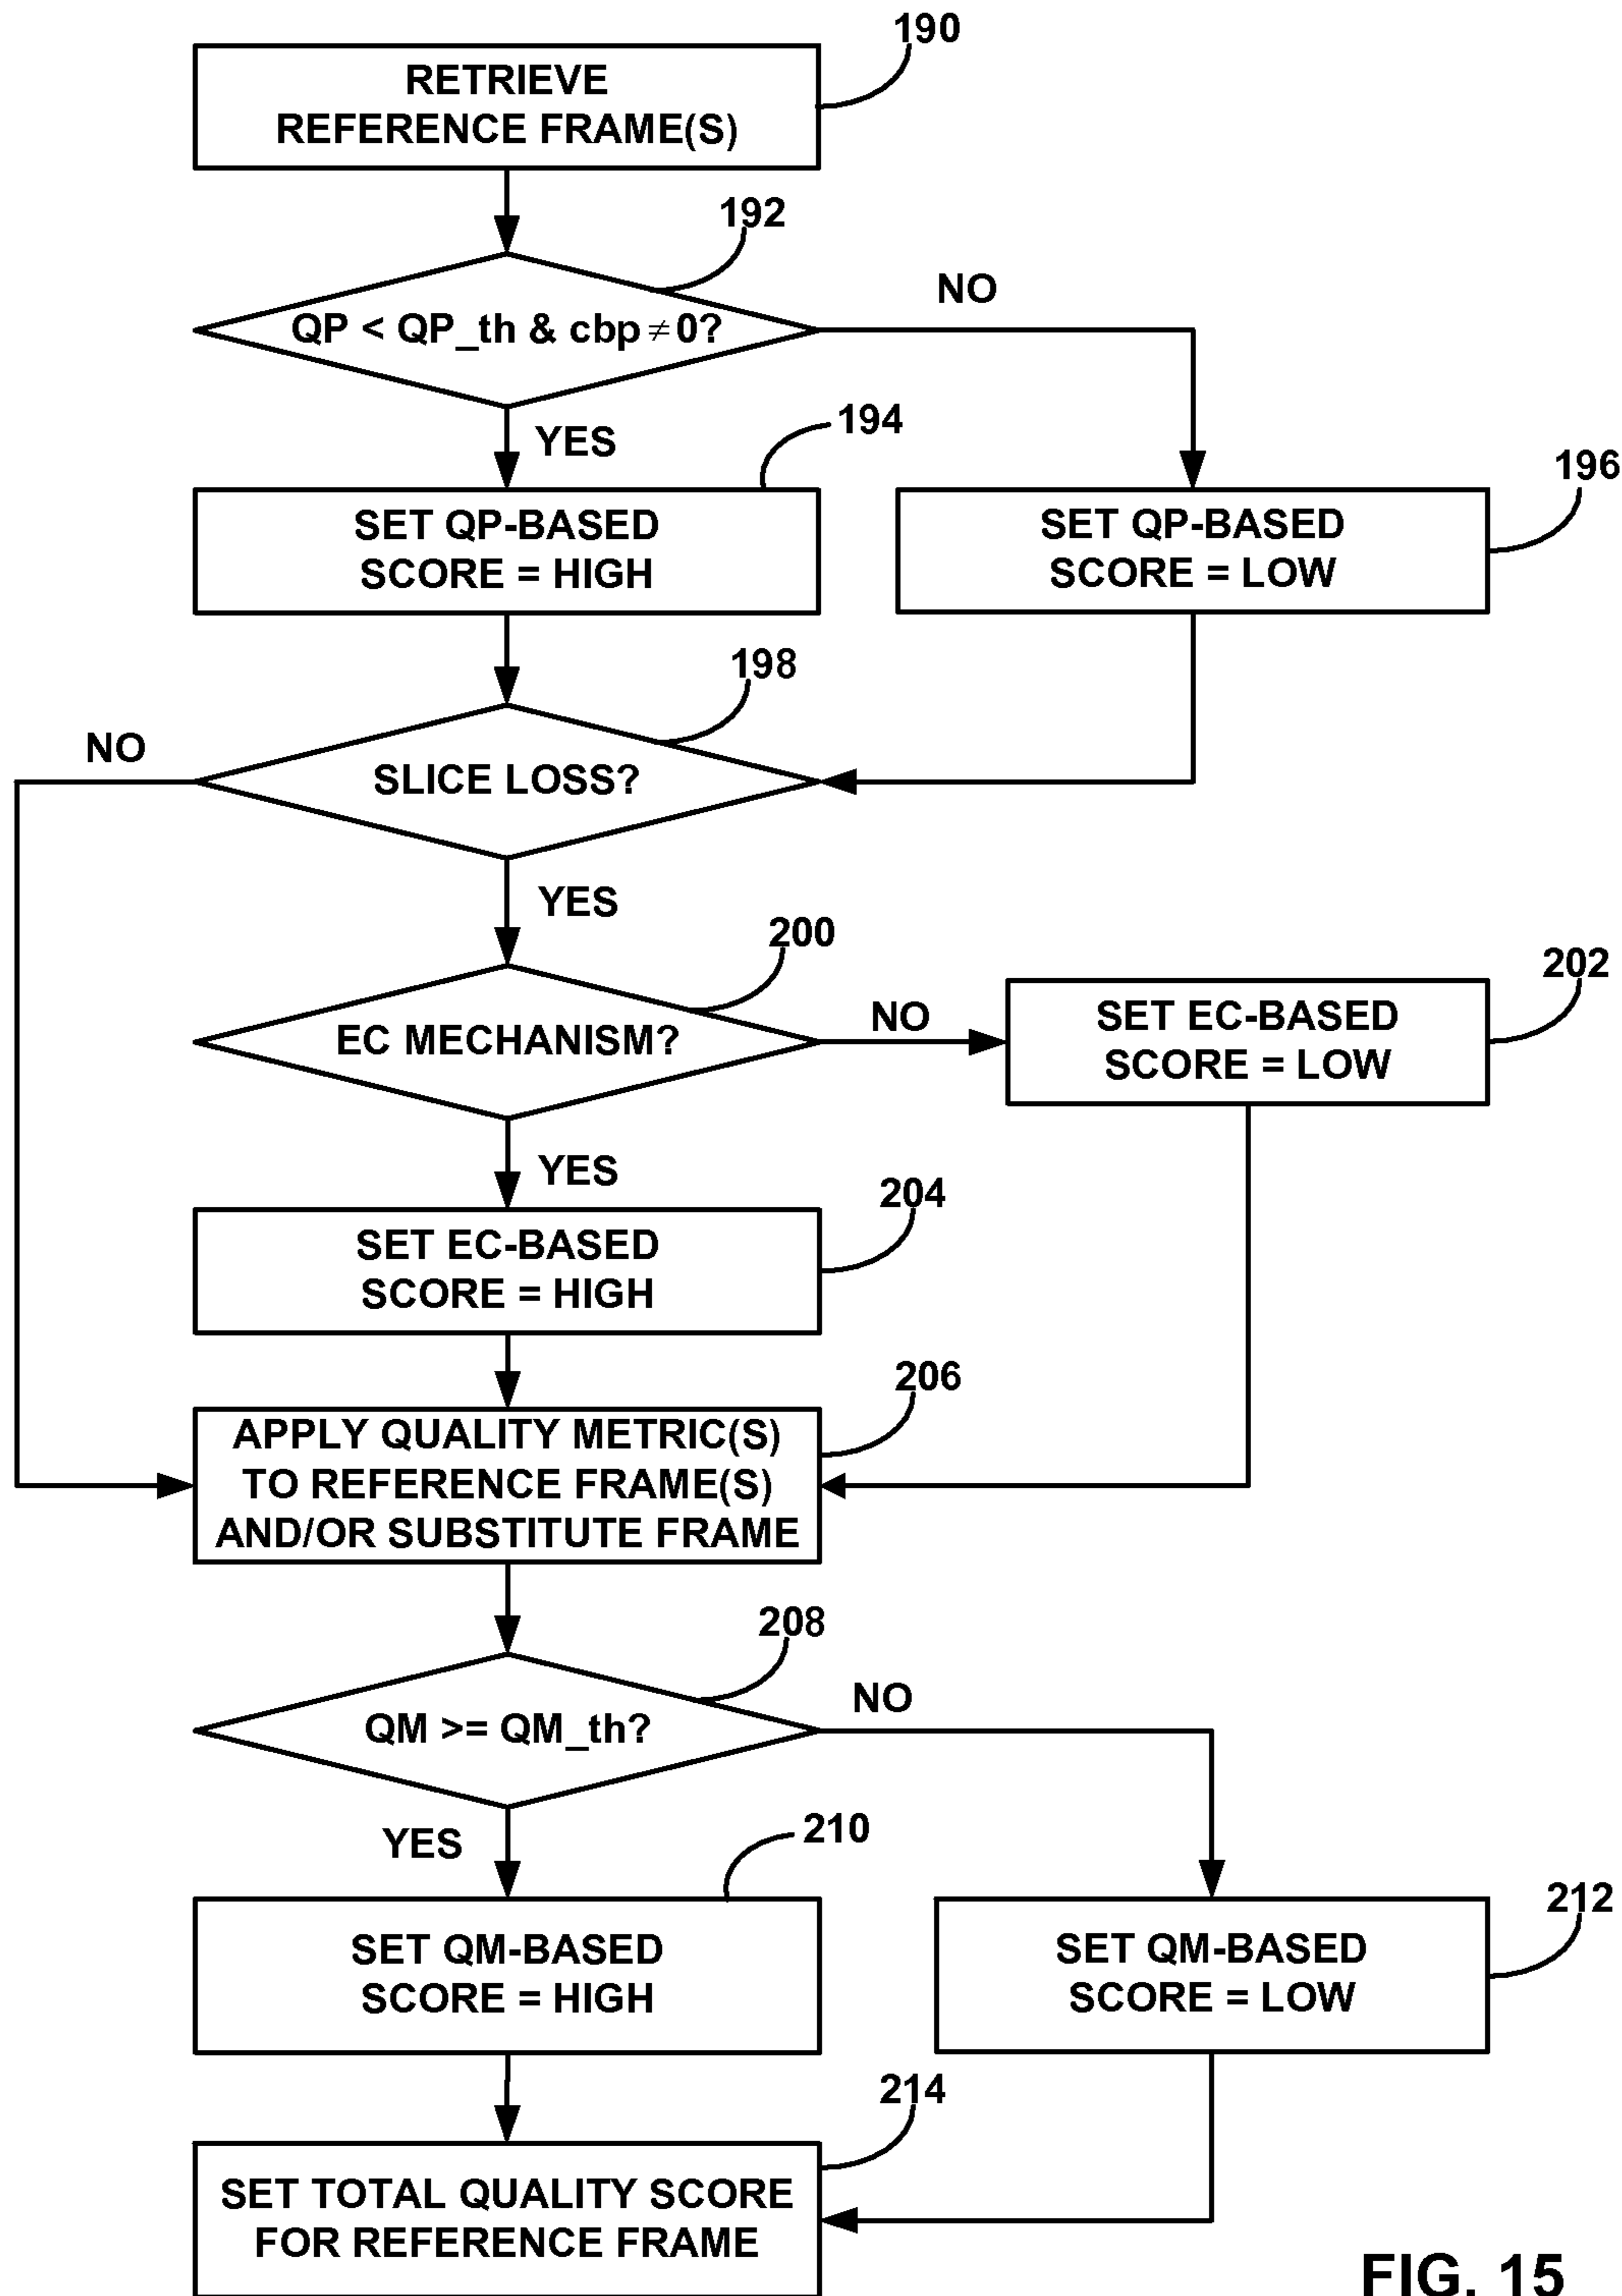 190
RETRIEVE
REFERENCE FRAME(S)
192
NO
QP < QP_th & cbp ≠ 0?
YES
194
196
SET QP-BASED
SCORE = HIGH
SET QP-BASED
SCORE = LOW
198
NO
SLICE LOSS?
YES
200
202
EC MECHANISM?
NO
SET EC-BASED
SCORE = LOW
YES
204
SET EC-BASED
SCORE = HIGH
206
APPLY QUALITY METRIC(S)
TO REFERENCE FRAME(S)
AND/OR SUBSTITUTE FRAME
208
NO
QM >= QM_th?
YES
210
212
SET QM-BASED
SCORE = HIGH
SET QM-BASED
SCORE = LOW
214
SET TOTAL QUALITY SCORE
FOR REFERENCE FRAME
FIG. 15